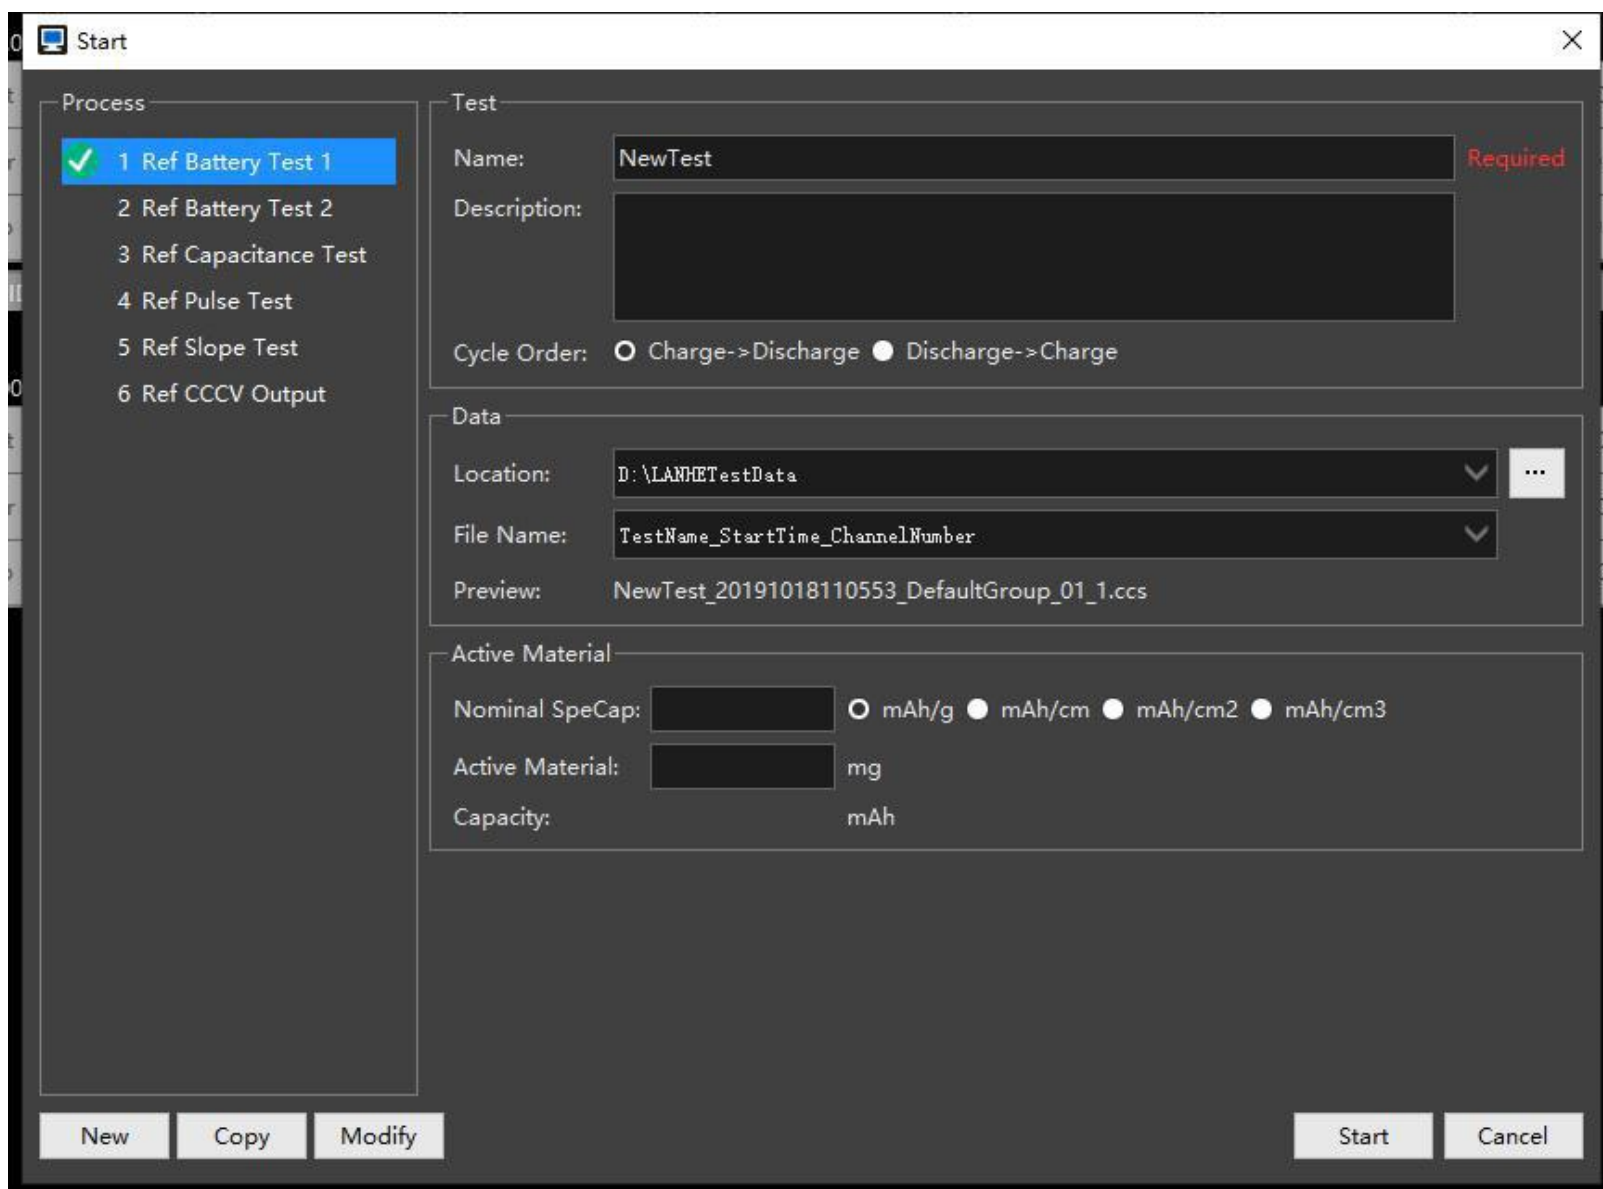 Start
Process
1 Ref Battery Test 1
2 Ref Battery Test 2
3 Ref Capacitance Test
4 Ref Pulse Test
5 Ref Slope Test
6 Ref CCCV Output
Test
Name: NewTest Required
Description:
Cycle Order: Charge->Discharge Discharge->Charge
Data
Location: D:\LANHETestData ...
File Name: TestName_StartTime_ChannelNumber
Preview: NewTest_20191018110553_DefaultGroup_01_1.ccs
Active Material
Nominal SpeCap: mAh/g mAh/cm mAh/cm2 mAh/cm3
Active Material: mg
Capacity: mAh
New Copy Modify Start Cancel